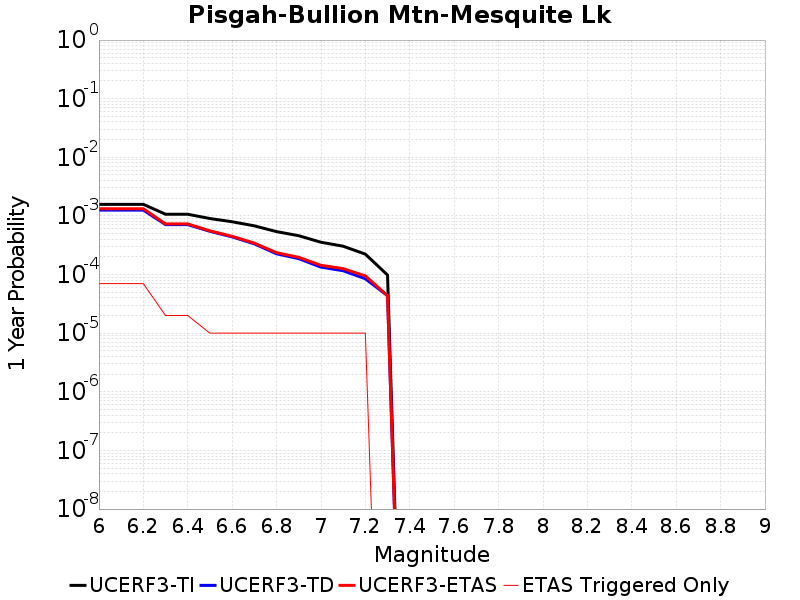 Pisgah-Bullion Mtn-Mesquite Lk
1 Year Probability
10^0
10^-1
10^-2
10^-3
10^-4
10^-5
10^-6
10^-7
10^-8
6 6.2 6.4 6.6 6.8 7 7.2 7.4 7.6 7.8 8 8.2 8.4 8.6 8.8 9
Magnitude
UCERF3-TI UCERF3-TD UCERF3-ETAS ETAS Triggered Only